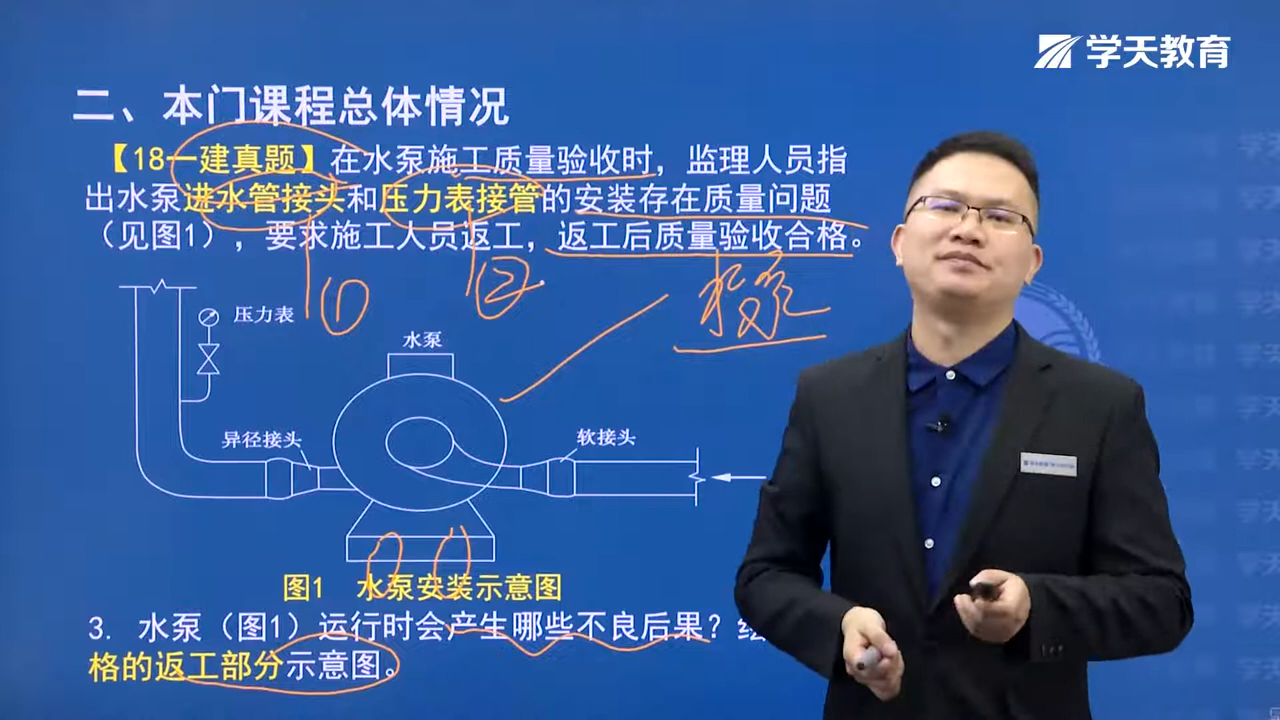 学天教育
二、本门课程总体情况
【18一建真题】在水泵施工质量验收时，监理人员指
出水泵进水管接头和压力表接管的安装存在质量问题
（见图1），要求施工人员返工，返工后质量验收合格。
① ②
压力表
水泵
异径接头
软接头
图1 水泵安装示意图
3. 水泵（图1）运行时会产生哪些不良后果？绘
格的返工部分示意图。